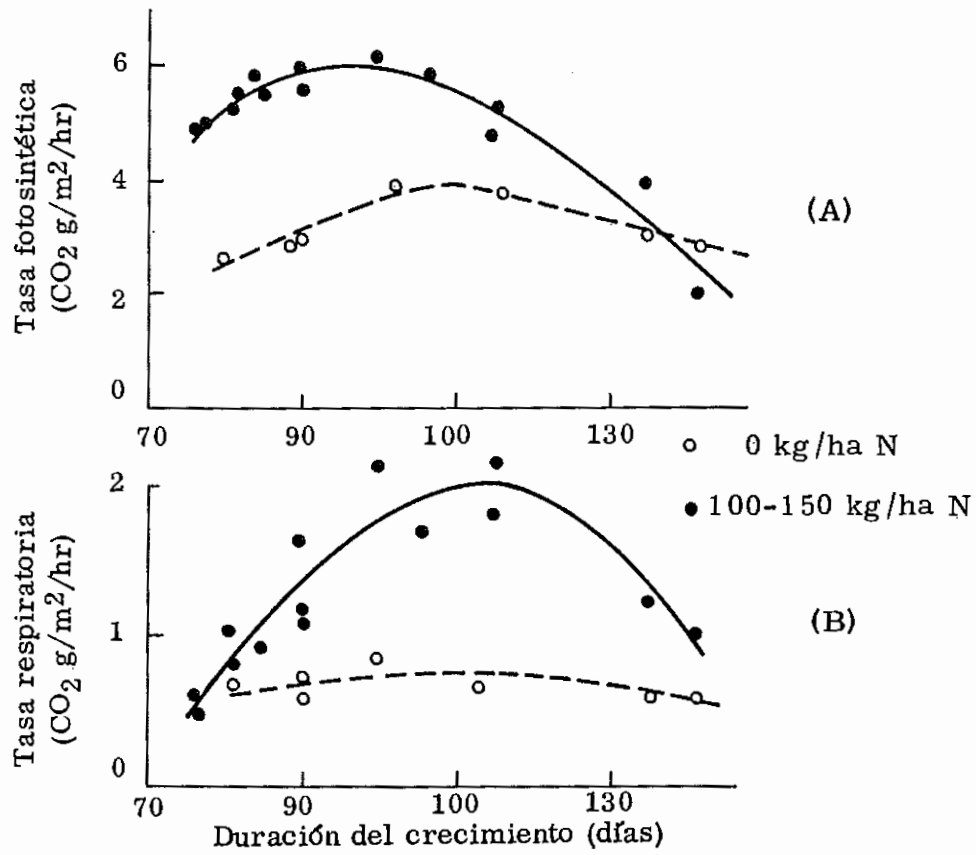 Tasa fotosintética
(CO2 g/m2/hr)
6
4
2
0
70 90 100 130
(A)
0 kg/ha N
100-150 kg/ha N
Tasa respiratoria
(CO2 g/m2/hr)
2
1
0
(B)
70 90 100 130
Duración del crecimiento (días)